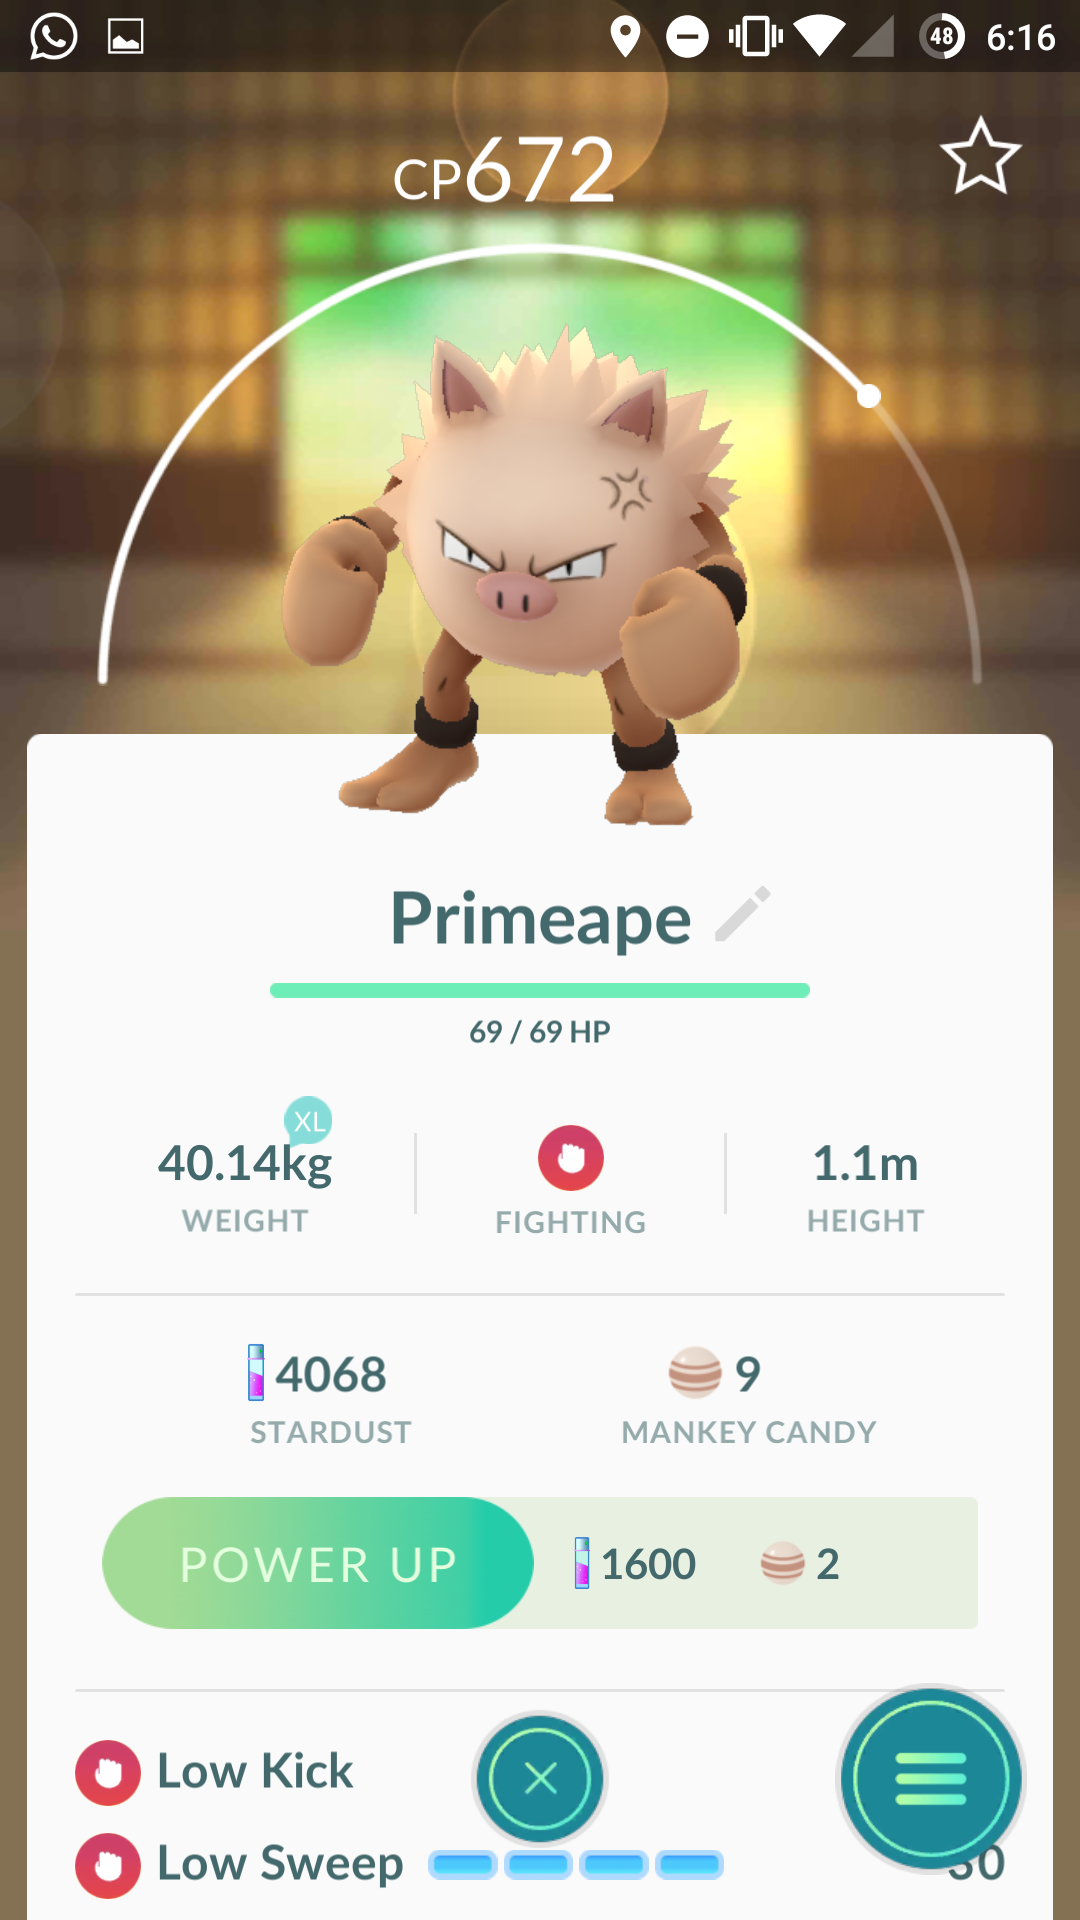 48 6:16
CP672
Primeape
69 / 69 HP
XL
40.14kg
WEIGHT
FIGHTING
1.1m
HEIGHT
4068
STARDUST
9
MANKEY CANDY
POWER UP 1600 2
Low Kick
Low Sweep